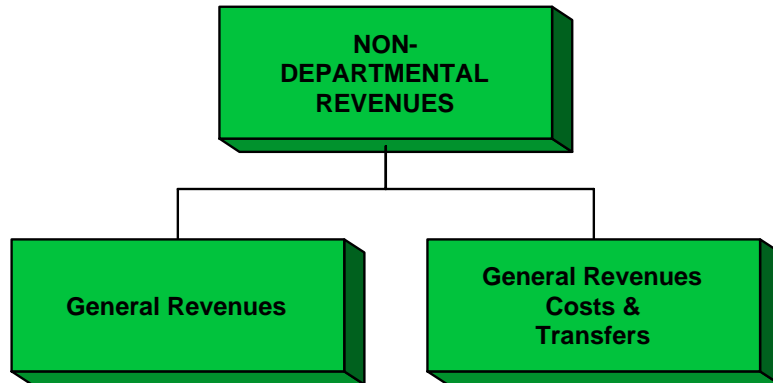 NON-
DEPARTMENTAL
REVENUES
General Revenues
General Revenues
Costs &
Transfers